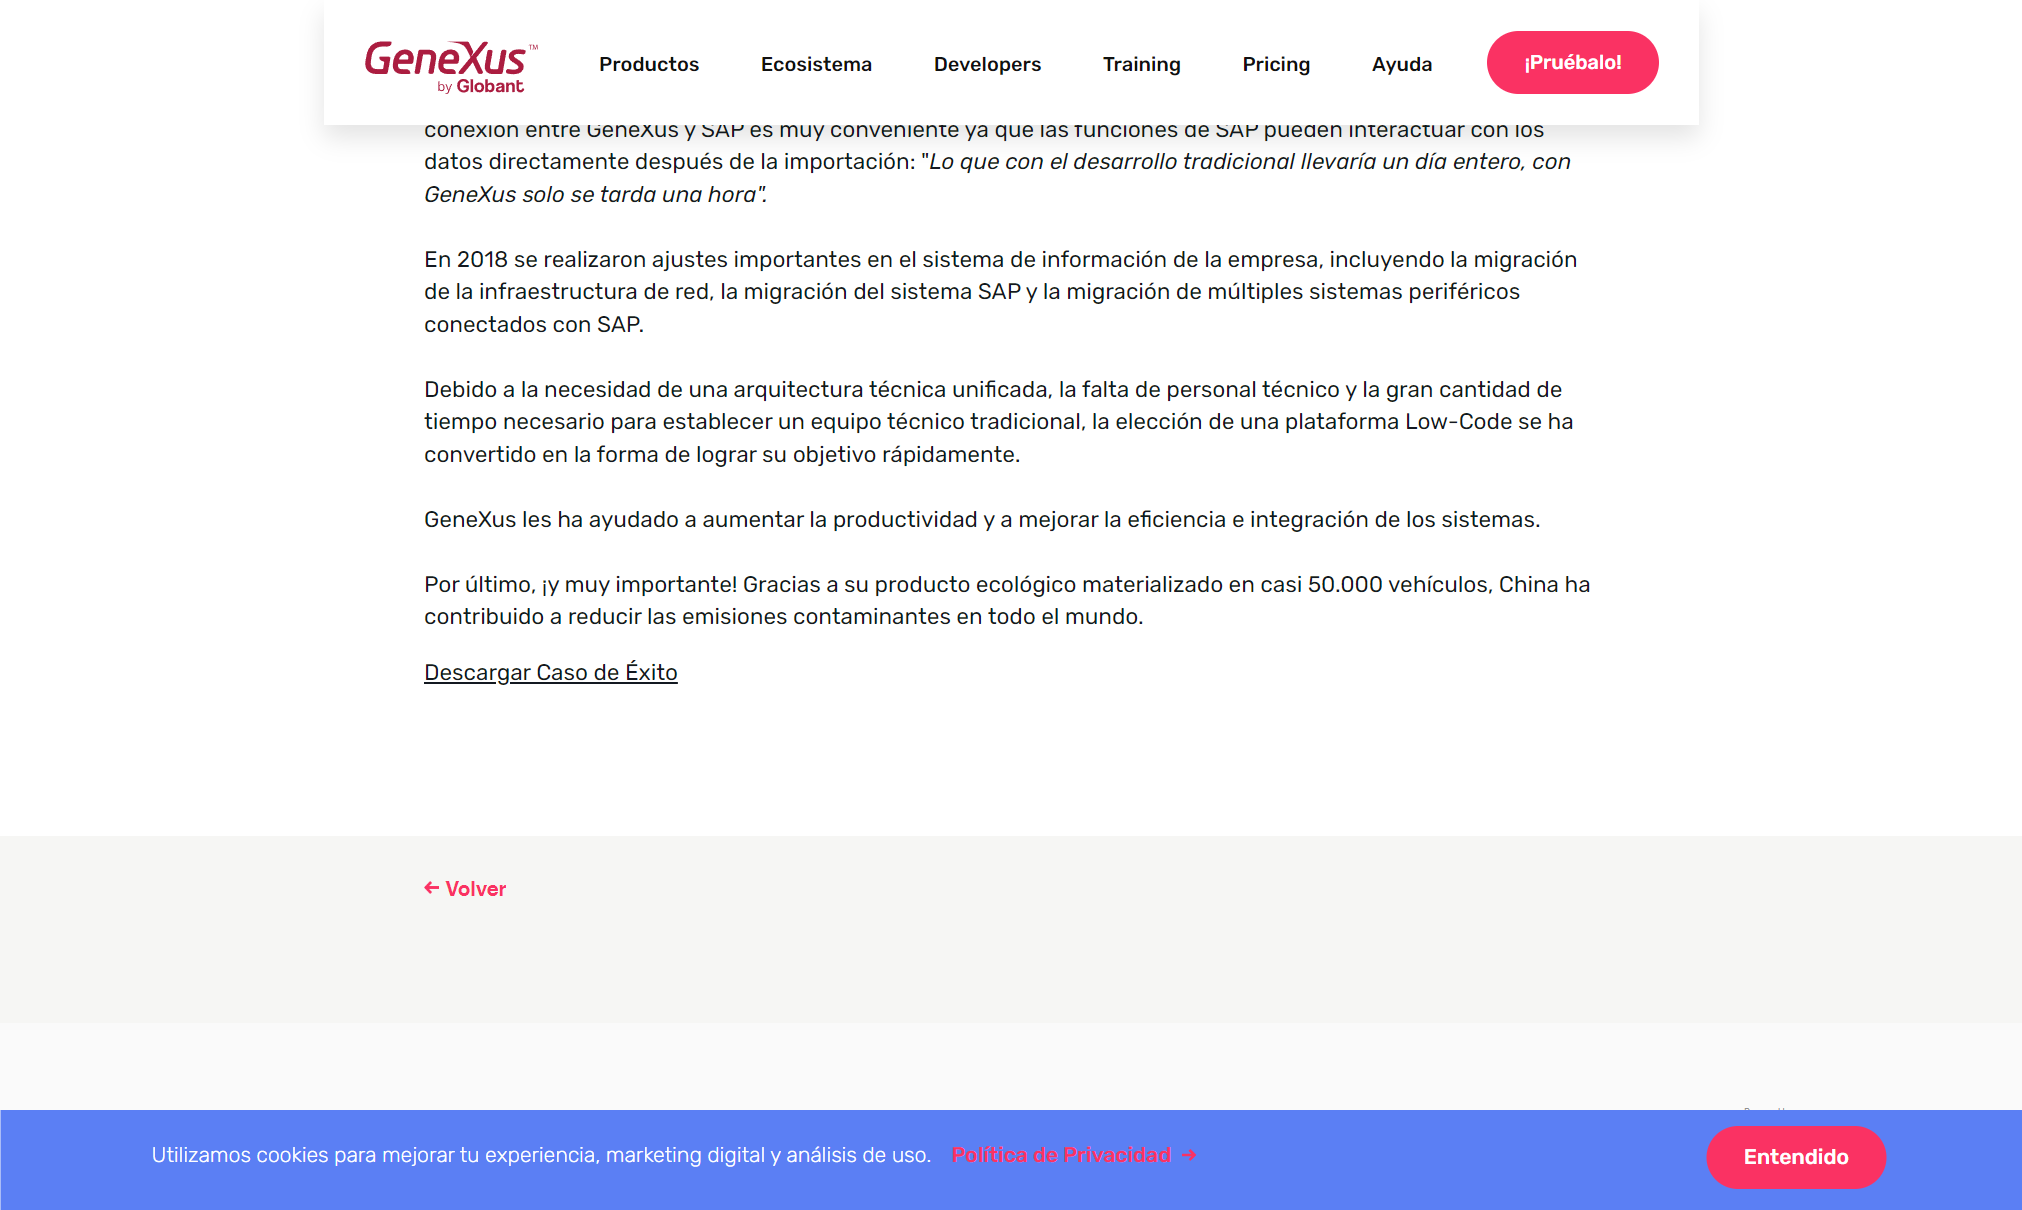 GeneXus™
by Globant
Productos
Ecosistema
Developers
Training
Pricing
Ayuda
¡Pruébalo!
conexión entre GeneXus y SAP es muy conveniente ya que las funciones de SAP pueden interactuar con los
datos directamente después de la importación: "Lo que con el desarrollo tradicional llevaría un día entero, con
GeneXus solo se tarda una hora".
En 2018 se realizaron ajustes importantes en el sistema de información de la empresa, incluyendo la migración
de la infraestructura de red, la migración del sistema SAP y la migración de múltiples sistemas periféricos
conectados con SAP.
Debido a la necesidad de una arquitectura técnica unificada, la falta de personal técnico y la gran cantidad de
tiempo necesario para establecer un equipo técnico tradicional, la elección de una plataforma Low-Code se ha
convertido en la forma de lograr su objetivo rápidamente.
GeneXus les ha ayudado a aumentar la productividad y a mejorar la eficiencia e integración de los sistemas.
Por último, ¡y muy importante! Gracias a su producto ecológico materializado en casi 50.000 vehículos, China ha
contribuido a reducir las emisiones contaminantes en todo el mundo.
Descargar Caso de Éxito
← Volver
Utilizamos cookies para mejorar tu experiencia, marketing digital y análisis de uso. Política de Privacidad →
Entendido